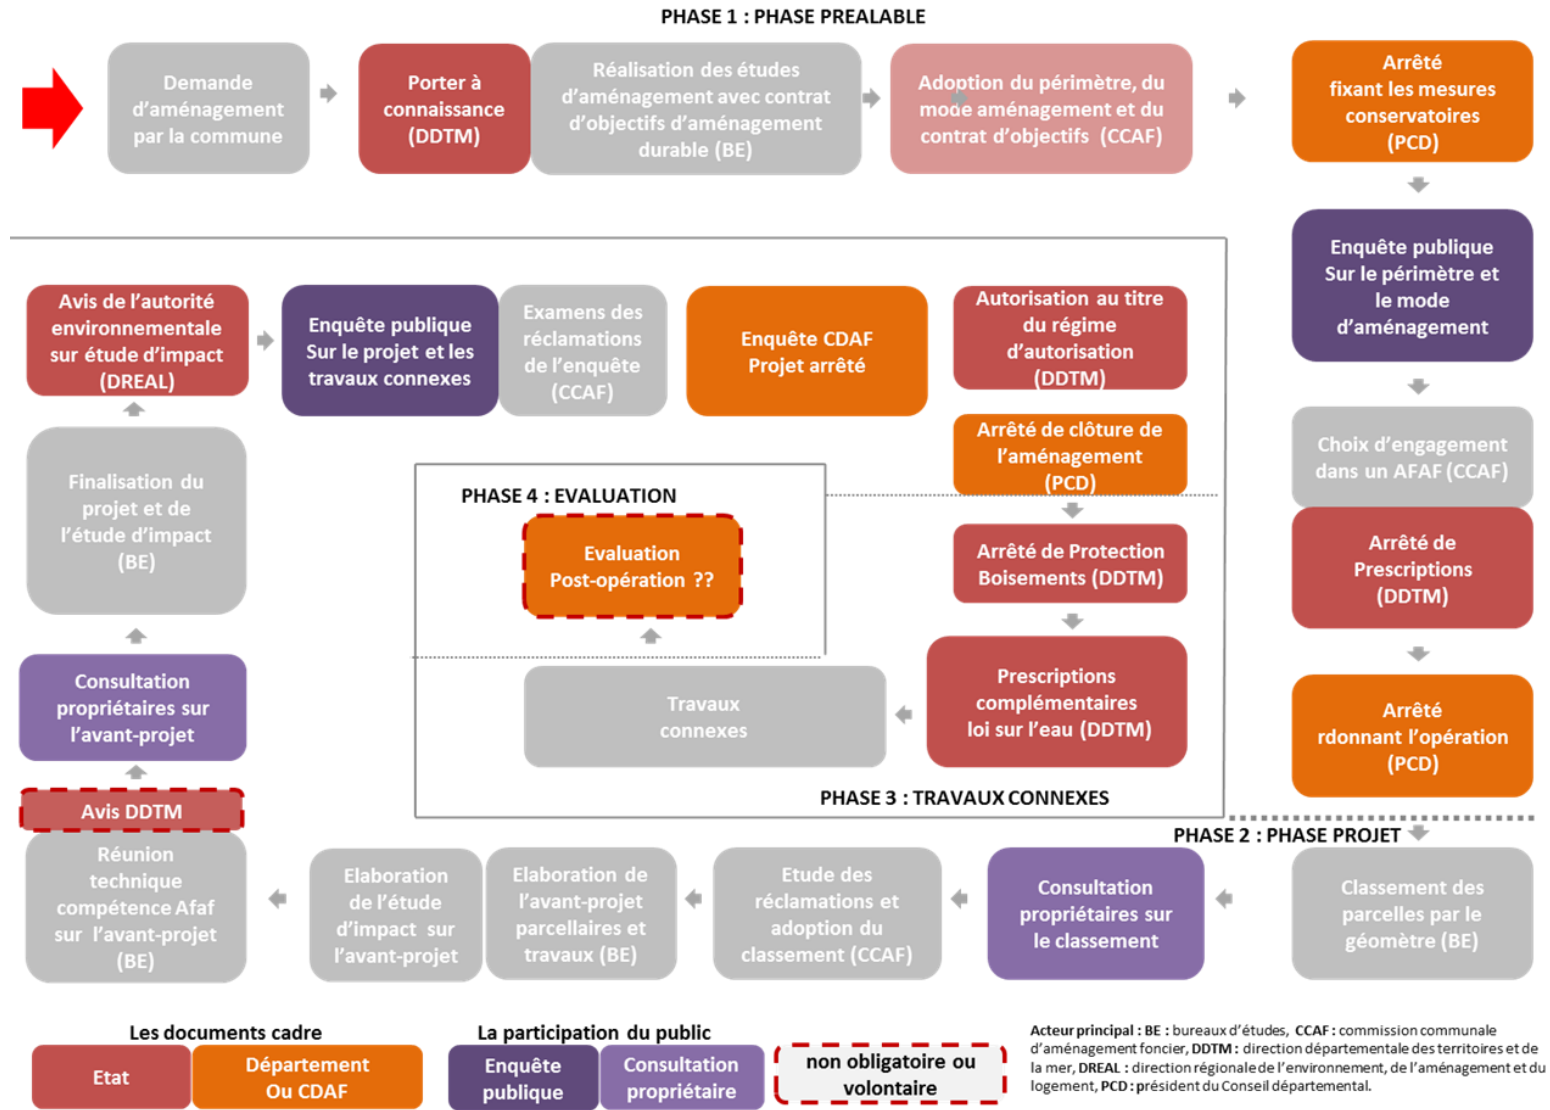 PHASE 1 : PHASE PREALABLE
Demande
d'aménagement
par la commune
Porter à
connaissance
(DDTM)
Réalisation des études
d'aménagement avec contrat
d'objectifs d'aménagement
durable (BE)
Adoption du périmètre, du
mode aménagement et du
contrat d'objectifs (CCAF)
Arrêté
fixant les mesures
conservatoires
(PCD)
Enquête publique
Sur le périmètre et
le mode
d'aménagement
Choix d'engagement
dans un AFAF (CCAF)
Arrêté de
Prescriptions
(DDTM)
Arrêté
rdonnant l'opération
(PCD)
PHASE 2 : PHASE PROJET
Classement des
parcelles par le
géomètre (BE)
Consultation
propriétaires sur
le classement
Etude des
réclamations et
adoption du
classement (CCAF)
Elaboration de
l'avant-projet
parcellaires et
travaux (BE)
Elaboration
de l'étude
d'impact sur
l'avant-projet
Réunion
technique
compétence Afaf
sur l'avant-projet
(BE)
Avis DDTM
Consultation
propriétaires sur
l'avant-projet
Finalisation du
projet et de
l'étude d'impact
(BE)
Avis de l'autorité
environnementale
sur étude d'impact
(DREAL)
Enquête publique
Sur le projet et les
travaux connexes
Examens des
réclamations
de l'enquête
(CCAF)
Enquête CDAF
Projet arrêté
Autorisation au titre
du régime
d'autorisation
(DDTM)
Arrêté de clôture de
l'aménagement
(PCD)
Arrêté de Protection
Boisements (DDTM)
Prescriptions
complémentaires
loi sur l'eau (DDTM)
Travaux
connexes
PHASE 3 : TRAVAUX CONNEXES
PHASE 4 : EVALUATION
Evaluation
Post-opération ??
Les documents cadre
Etat
Département
Ou CDAF
La participation du public
Enquête
publique
Consultation
propriétaire
non obligatoire ou
volontaire
Acteur principal : BE : bureaux d'études, CCAF : commission communale
d'aménagement foncier, DDTM : direction départementale des territoires et de
la mer, DREAL : direction régionale de l'environnement, de l'aménagement et du
logement, PCD : président du Conseil départemental.